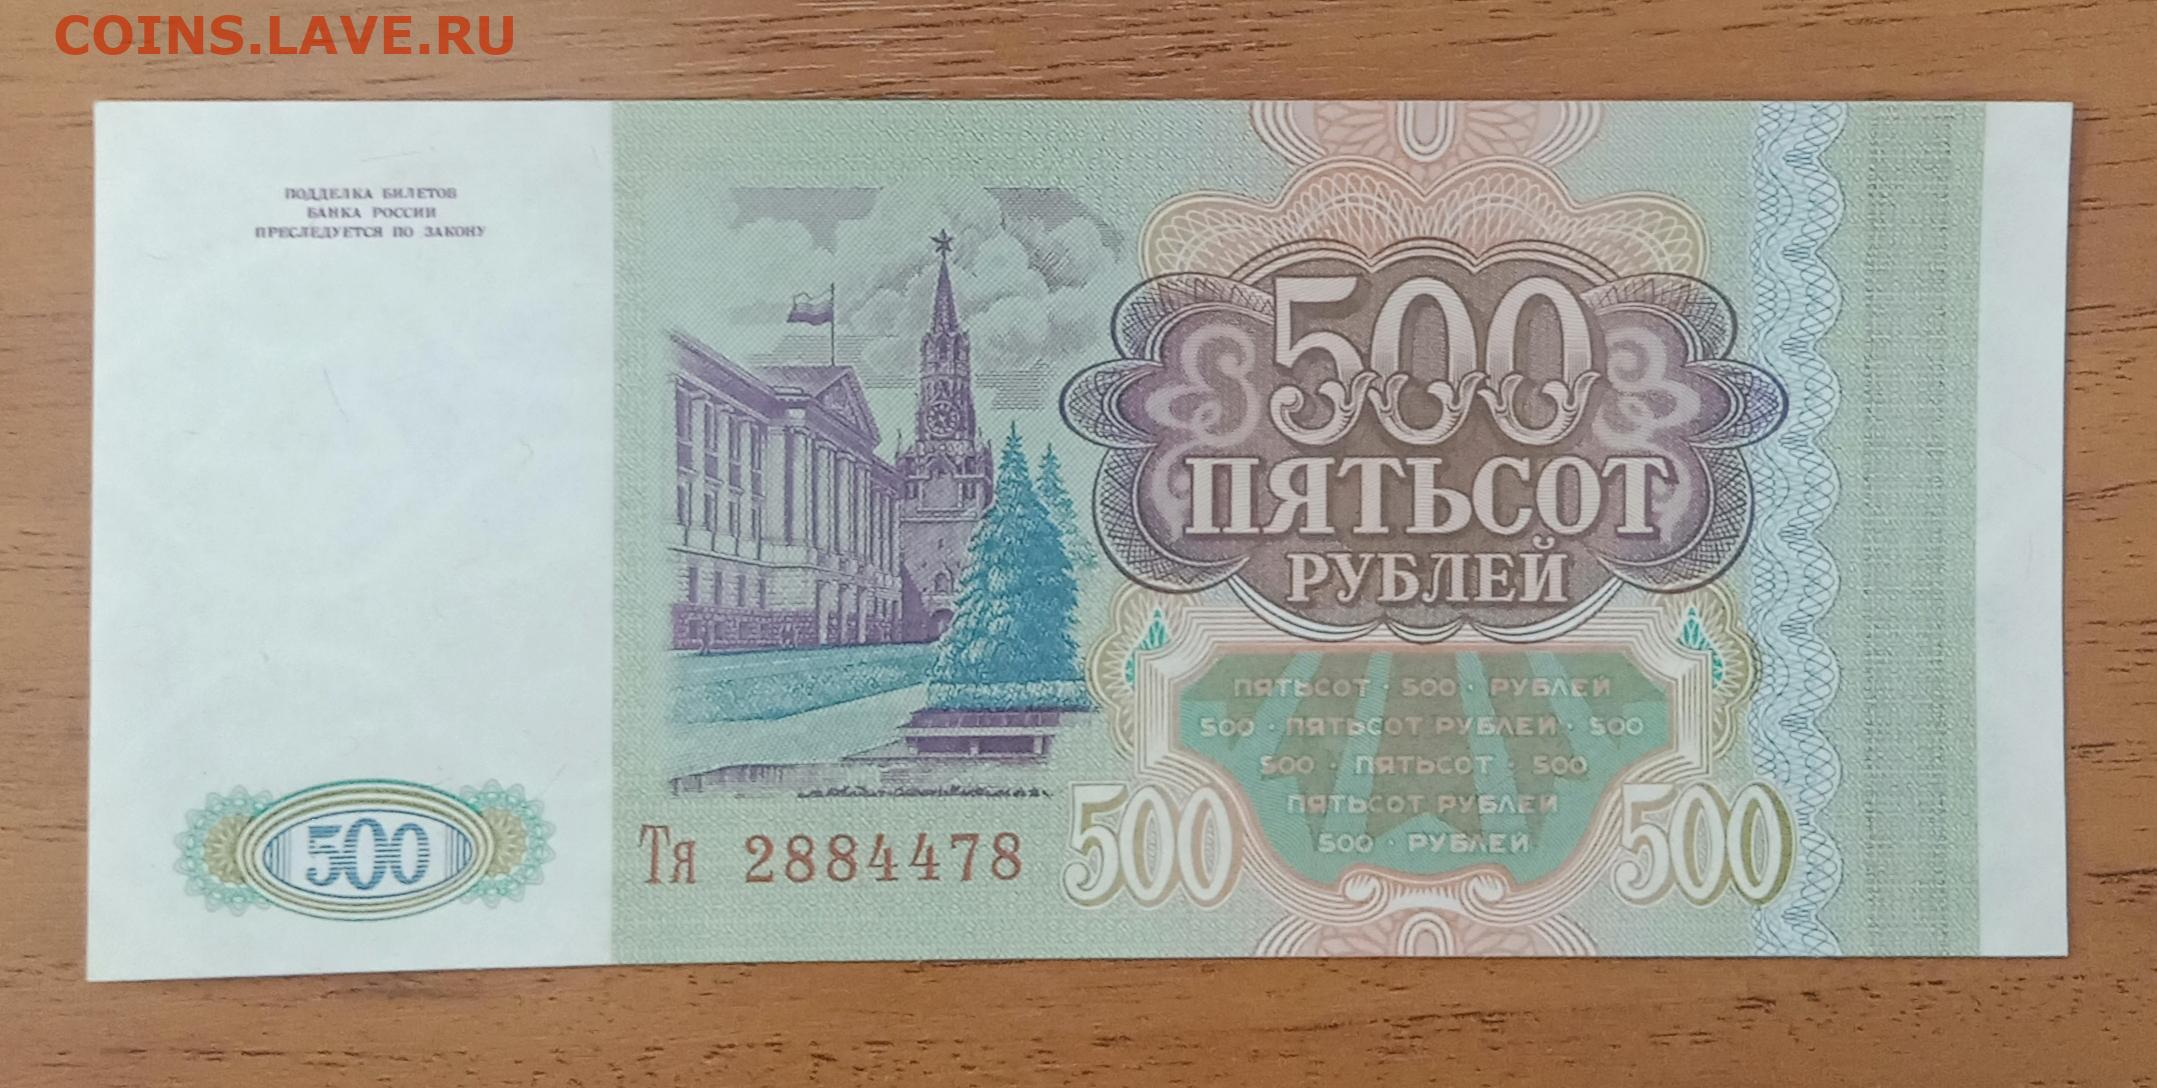 COINS.LAVE.RU
ПОДДЕЛКА БИЛЕТОВ
БАНКА РОССИИ
ПРЕСЛЕДУЕТСЯ ПО ЗАКОНУ
500
ПЯТЬСОТ
РУБЛЕЙ
ПЯТЬСОТ · 500 · РУБЛЕЙ
500 · ПЯТЬСОТ РУБЛЕЙ · 500
500 · ПЯТЬСОТ · 500
ПЯТЬСОТ РУБЛЕЙ
500 · РУБЛЕЙ
500
Тя 2884478
500
500